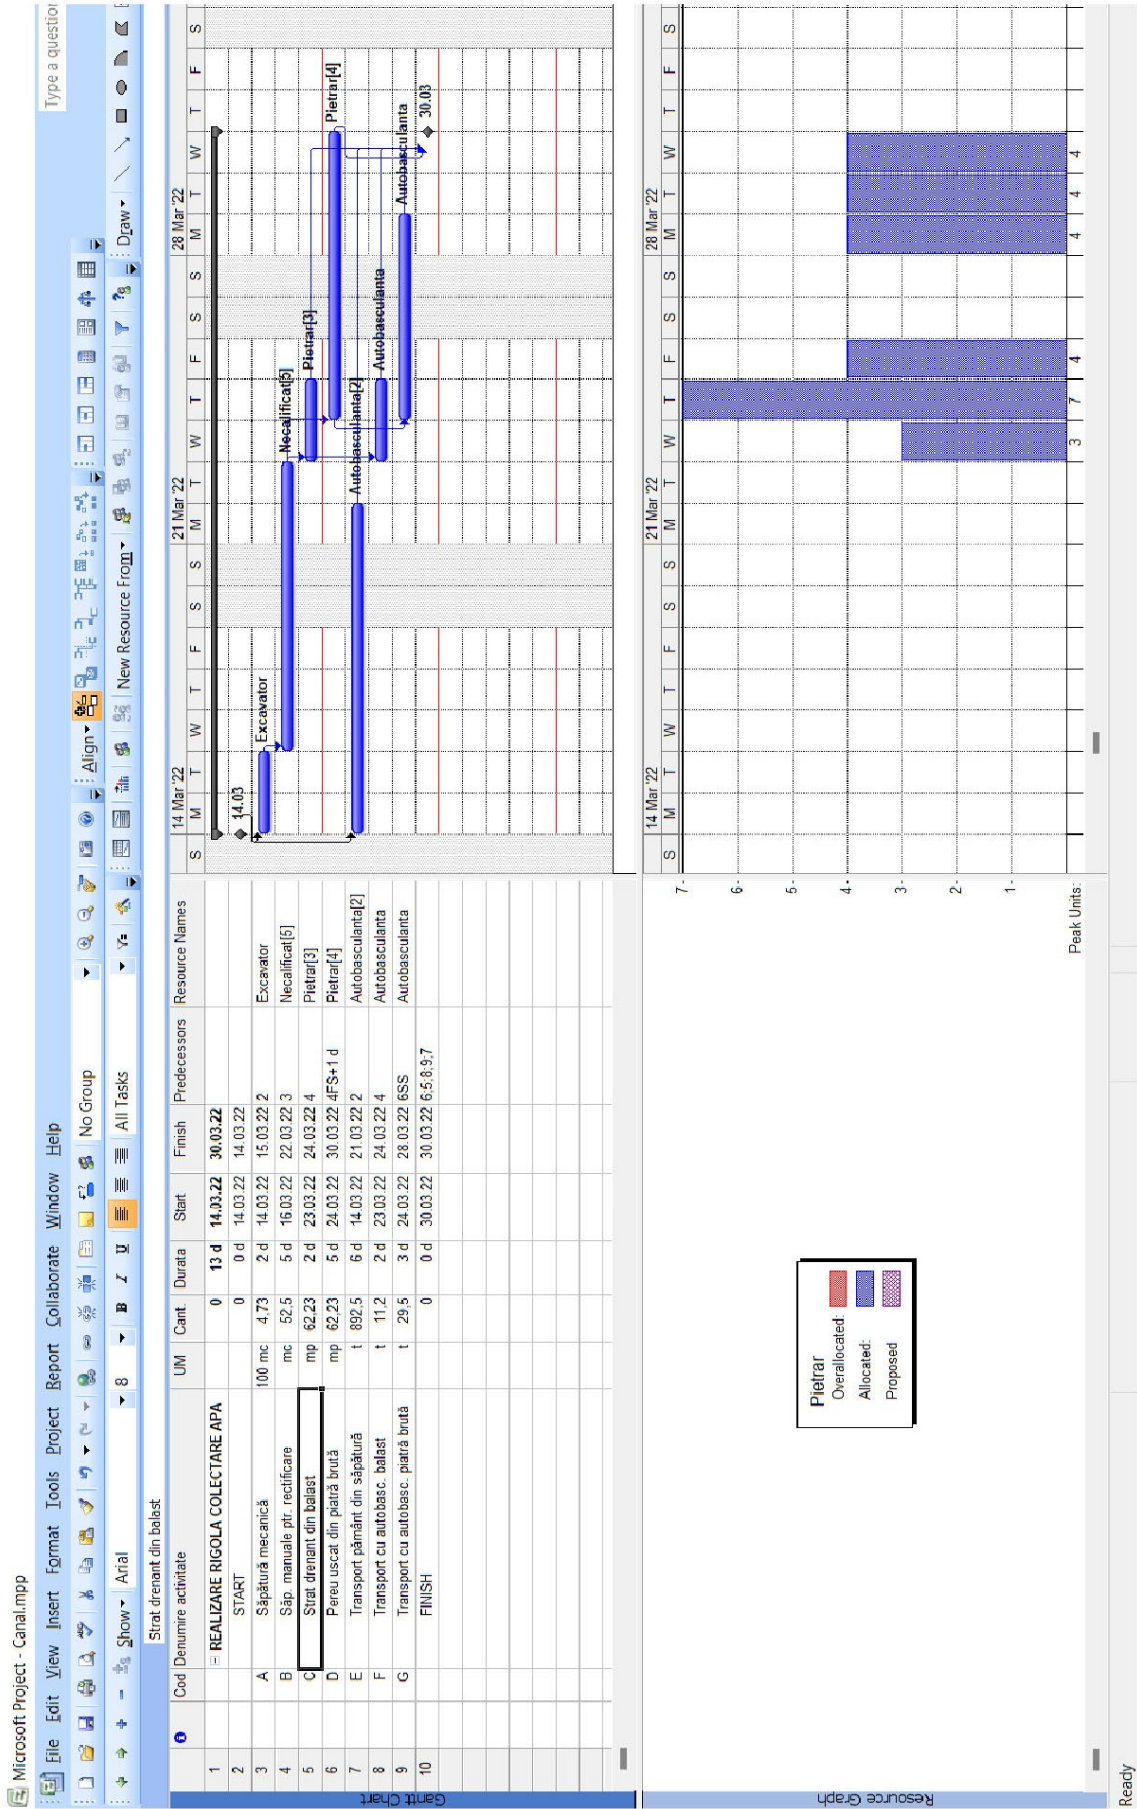 Microsoft Project - Canal.mpp
File Edit View Insert Format Tools Project Report Collaborate Window Help
Type a question
No Group
Align
Show Arial 8 B I U All Tasks
New Resource From
Draw
Strat drenant din balast
Cod Denumire activitate UM Cant. Durata Start Finish Predecessors Resource Names
1 REALIZARE RIGOLA COLECTARE APA 0 13 d 14.03.22 30.03.22
2 START 0 0 d 14.03.22 14.03.22
3 A Săpătură mecanică 100 mc 4,73 2 d 14.03.22 15.03.22 2 Excavator
4 B Săp. manuale ptr. rectificare mc 52,5 5 d 16.03.22 22.03.22 3 Necalificat[5]
5 C Strat drenant din balast mp 62,23 2 d 23.03.22 24.03.22 4 Pietrar[3]
6 D Pereu uscat din piatră brută mp 62,23 5 d 24.03.22 30.03.22 4FS+1 d Pietrar[4]
7 E Transport pământ din săpătură t 892,5 6 d 14.03.22 21.03.22 2 Autobasculanta[2]
8 F Transport cu autobasc. balast t 11,2 2 d 23.03.22 24.03.22 4 Autobasculanta
9 G Transport cu autobasc. piatră brută t 29,5 3 d 24.03.22 28.03.22 6SS Autobasculanta
10 FINISH 0 0 d 30.03.22 30.03.22 6;5;8;9;7
Gantt Chart
14 Mar '22 21 Mar '22 28 Mar '22
S M T W T F S S M T W T F S S M T W T F S
14.03
Excavator
Necalificat[5]
Pietrar[3]
Pietrar[4]
Autobasculanta[2]
Autobasculanta
Autobasculanta
30.03
Resource Graph
Pietrar
Overallocated:
Allocated:
Proposed
14 Mar '22 21 Mar '22 28 Mar '22
S M T W T F S S M T W T F S S M T W T F S
7
6
5
4
3
2
1
Peak Units: 3 7 4 4 4 4
Ready